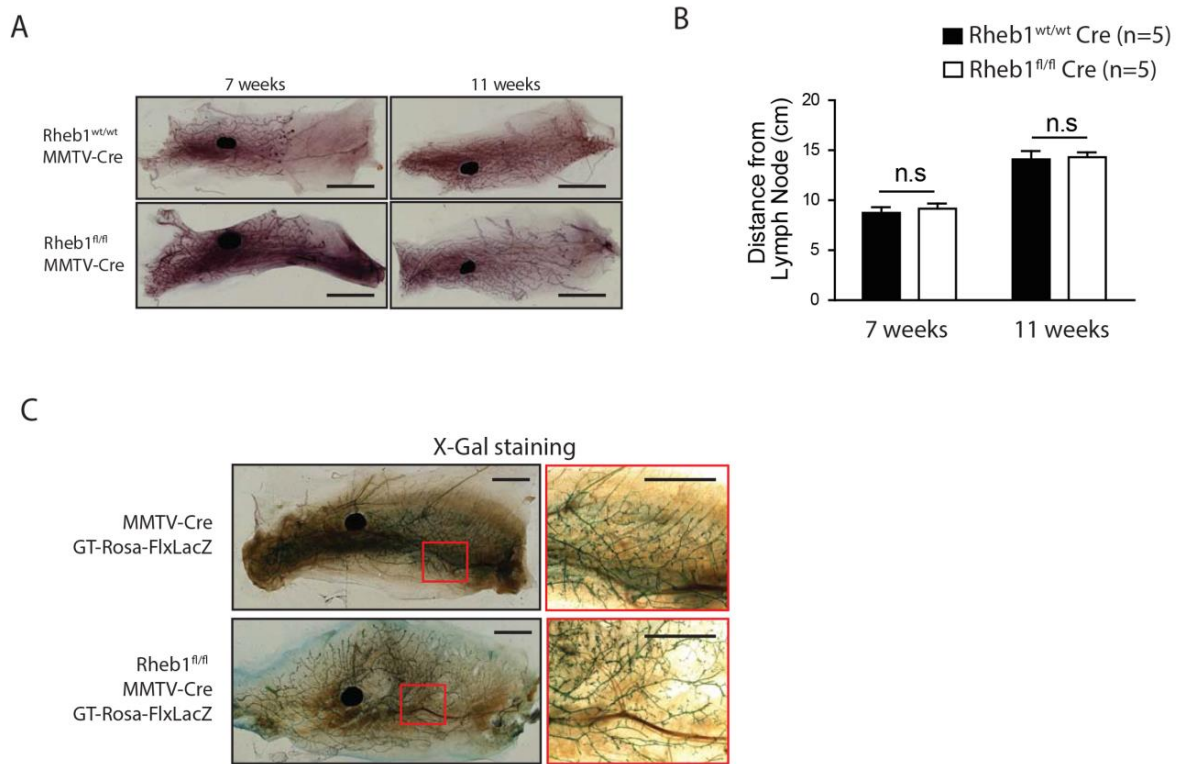 A
7 weeks
11 weeks
Rheb1wt/wt
MMTV-Cre
Rheb1fl/fl
MMTV-Cre
B
Rheb1wt/wt Cre (n=5)
Rheb1fl/fl Cre (n=5)
Distance from
Lymph Node (cm)
20
15
10
5
0
n.s
n.s
7 weeks
11 weeks
C
X-Gal staining
MMTV-Cre
GT-Rosa-FlxLacZ
Rheb1fl/fl
MMTV-Cre
GT-Rosa-FlxLacZ